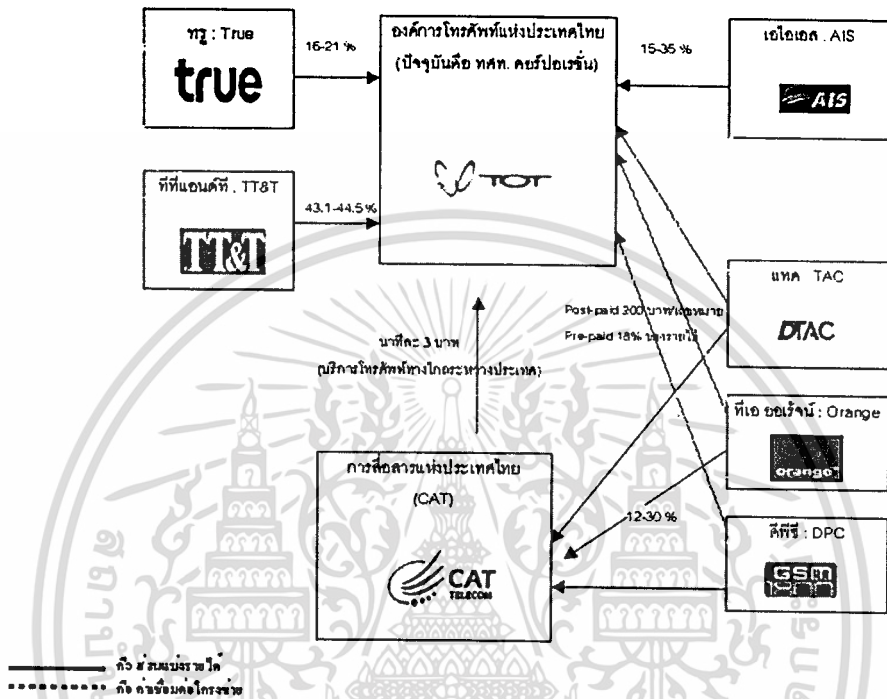 ทรู : True
true
16-21 %
องค์การโทรศัพท์แห่งประเทศไทย
(ปัจจุบันคือ ทศท. คอร์ปอเรชั่น)
TOT
15-35 %
เอไอเอส . AIS
AIS
ทีทีแอนด์ที . TT&T
TT&T
43.1-44.5 %
แทค TAC
DTAC
Post-paid 200 บาท/เลขหมาย
Pre-paid 18% ของรายได้
นาทีละ 3 บาท
(บริการโทรศัพท์ทางไกลระหว่างประเทศ)
ทีเอ ออเร้จน์ : Orange
orange
การสื่อสารแห่งประเทศไทย
(CAT)
CAT
TELECOM
12-30 %
ดีพีซี : DPC
GSM
1800
คือ ส่วนแบ่งรายได้
คือ ค่าเชื่อมต่อโครงข่าย